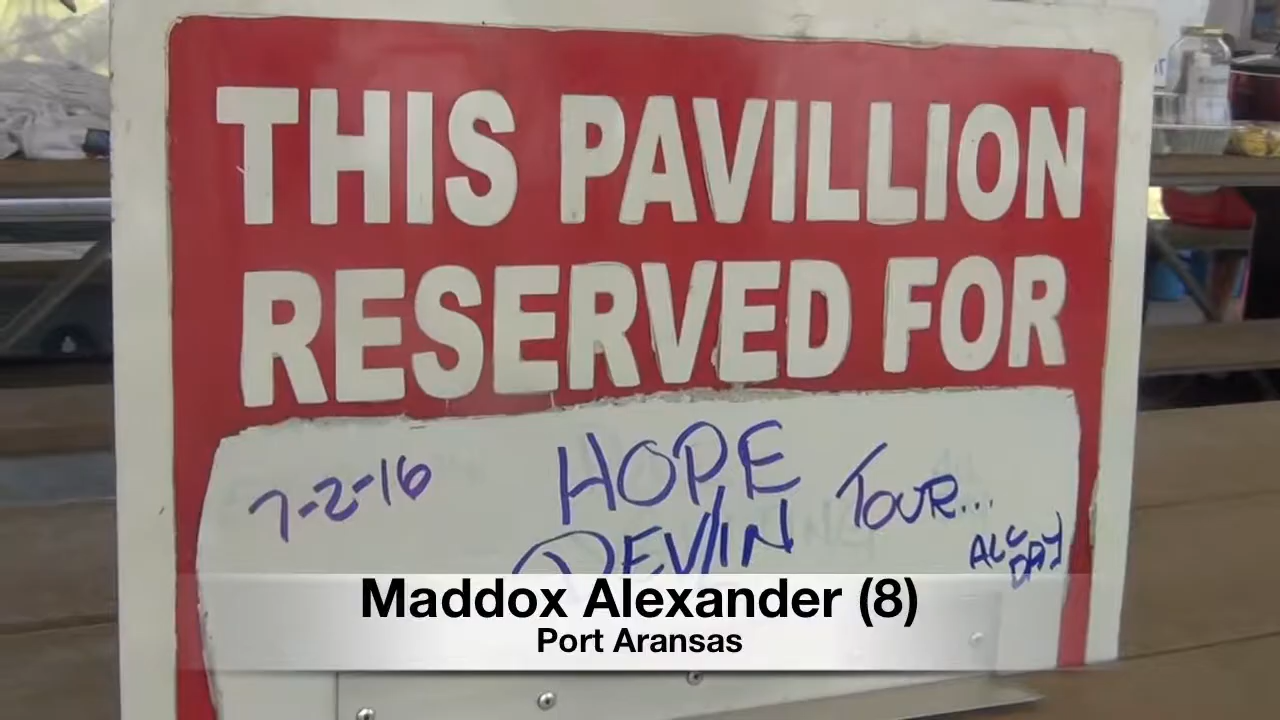 THIS PAVILLION
RESERVED FOR
7-2-16 HOPE TOUR...
DEVIN ALL DAY
Maddox Alexander (8)
Port Aransas